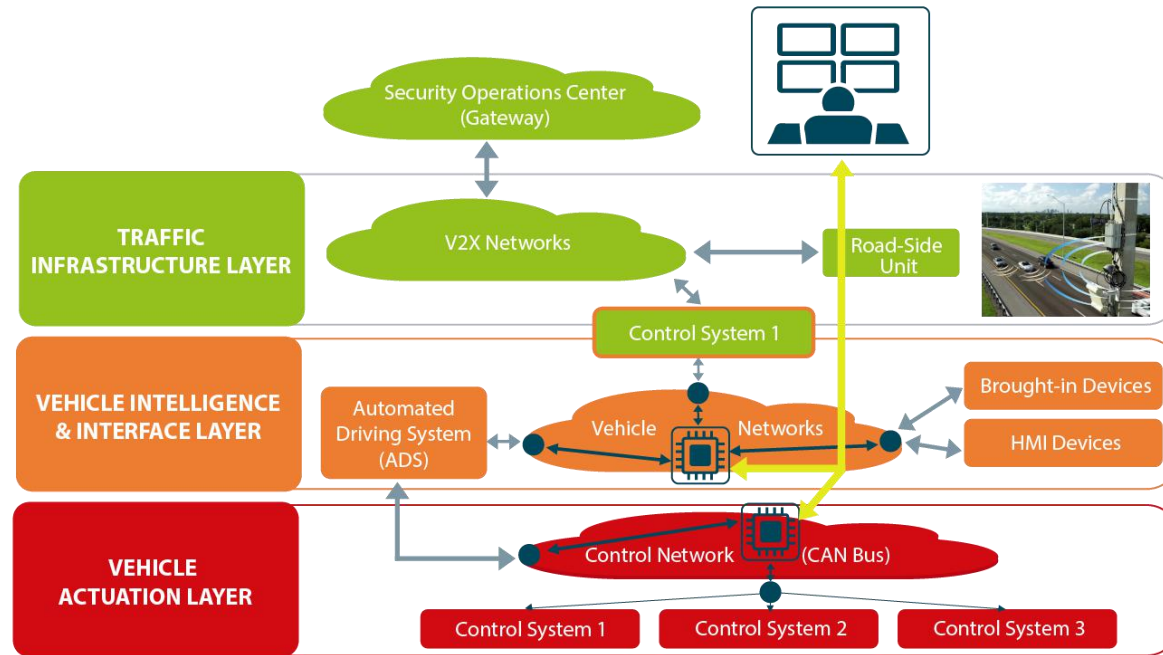 Security Operations Center
(Gateway)
TRAFFIC
INFRASTRUCTURE LAYER
V2X Networks
Road-Side
Unit
Control System 1
VEHICLE INTELLIGENCE
& INTERFACE LAYER
Automated
Driving System
(ADS)
Vehicle Networks
Brought-in Devices
HMI Devices
VEHICLE
ACTUATION LAYER
Control Network (CAN Bus)
Control System 1
Control System 2
Control System 3